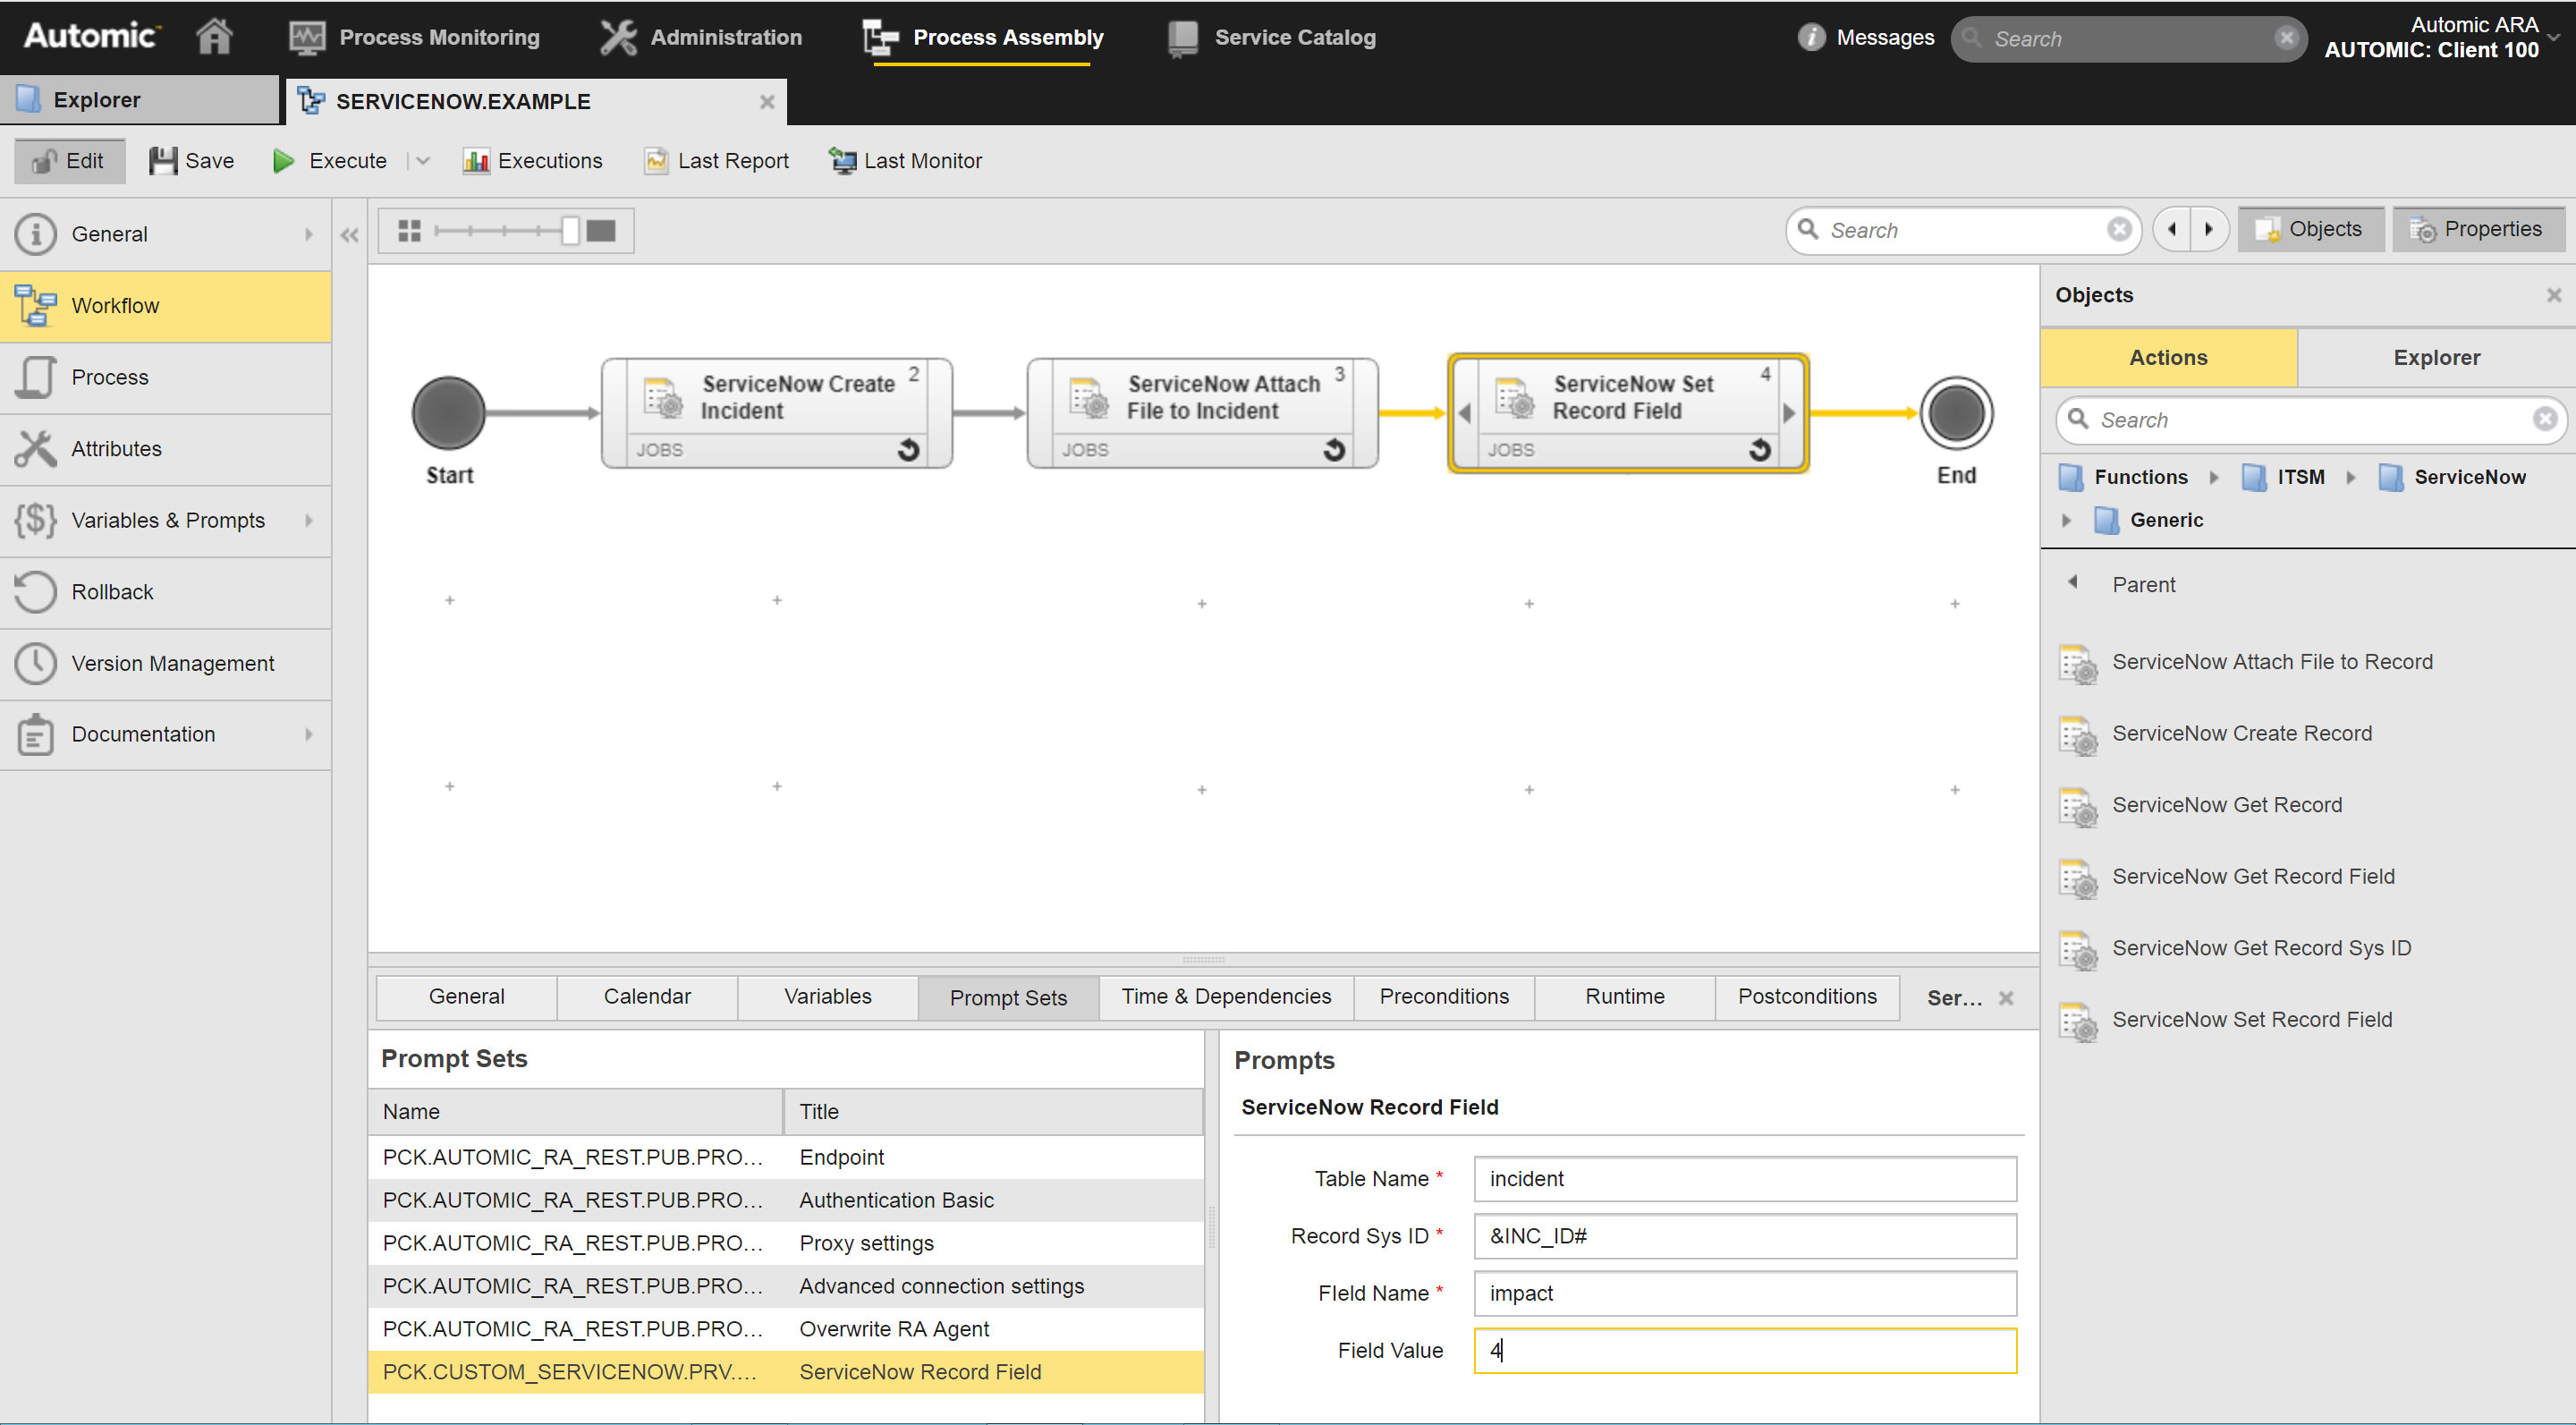 Automic
Process Monitoring
Administration
Process Assembly
Service Catalog
Messages
Search
Automic ARA
AUTOMIC: Client 100
Explorer
SERVICENOW.EXAMPLE
Edit
Save
Execute
Executions
Last Report
Last Monitor
General
Workflow
Process
Attributes
Variables & Prompts
Rollback
Version Management
Documentation
Search
Objects
Properties
Start
ServiceNow Create 2
Incident
JOBS
ServiceNow Attach 3
File to Incident
JOBS
ServiceNow Set 4
Record Field
JOBS
End
Objects
Actions
Explorer
Search
Functions
ITSM
ServiceNow
Generic
Parent
ServiceNow Attach File to Record
ServiceNow Create Record
ServiceNow Get Record
ServiceNow Get Record Field
ServiceNow Get Record Sys ID
ServiceNow Set Record Field
General
Calendar
Variables
Prompt Sets
Time & Dependencies
Preconditions
Runtime
Postconditions
Ser...
Prompt Sets
Name Title
PCK.AUTOMIC_RA_REST.PUB.PRO... Endpoint
PCK.AUTOMIC_RA_REST.PUB.PRO... Authentication Basic
PCK.AUTOMIC_RA_REST.PUB.PRO... Proxy settings
PCK.AUTOMIC_RA_REST.PUB.PRO... Advanced connection settings
PCK.AUTOMIC_RA_REST.PUB.PRO... Overwrite RA Agent
PCK.CUSTOM_SERVICENOW.PRV.... ServiceNow Record Field
Prompts
ServiceNow Record Field
Table Name * incident
Record Sys ID * &INC_ID#
FIeld Name * impact
Field Value 4